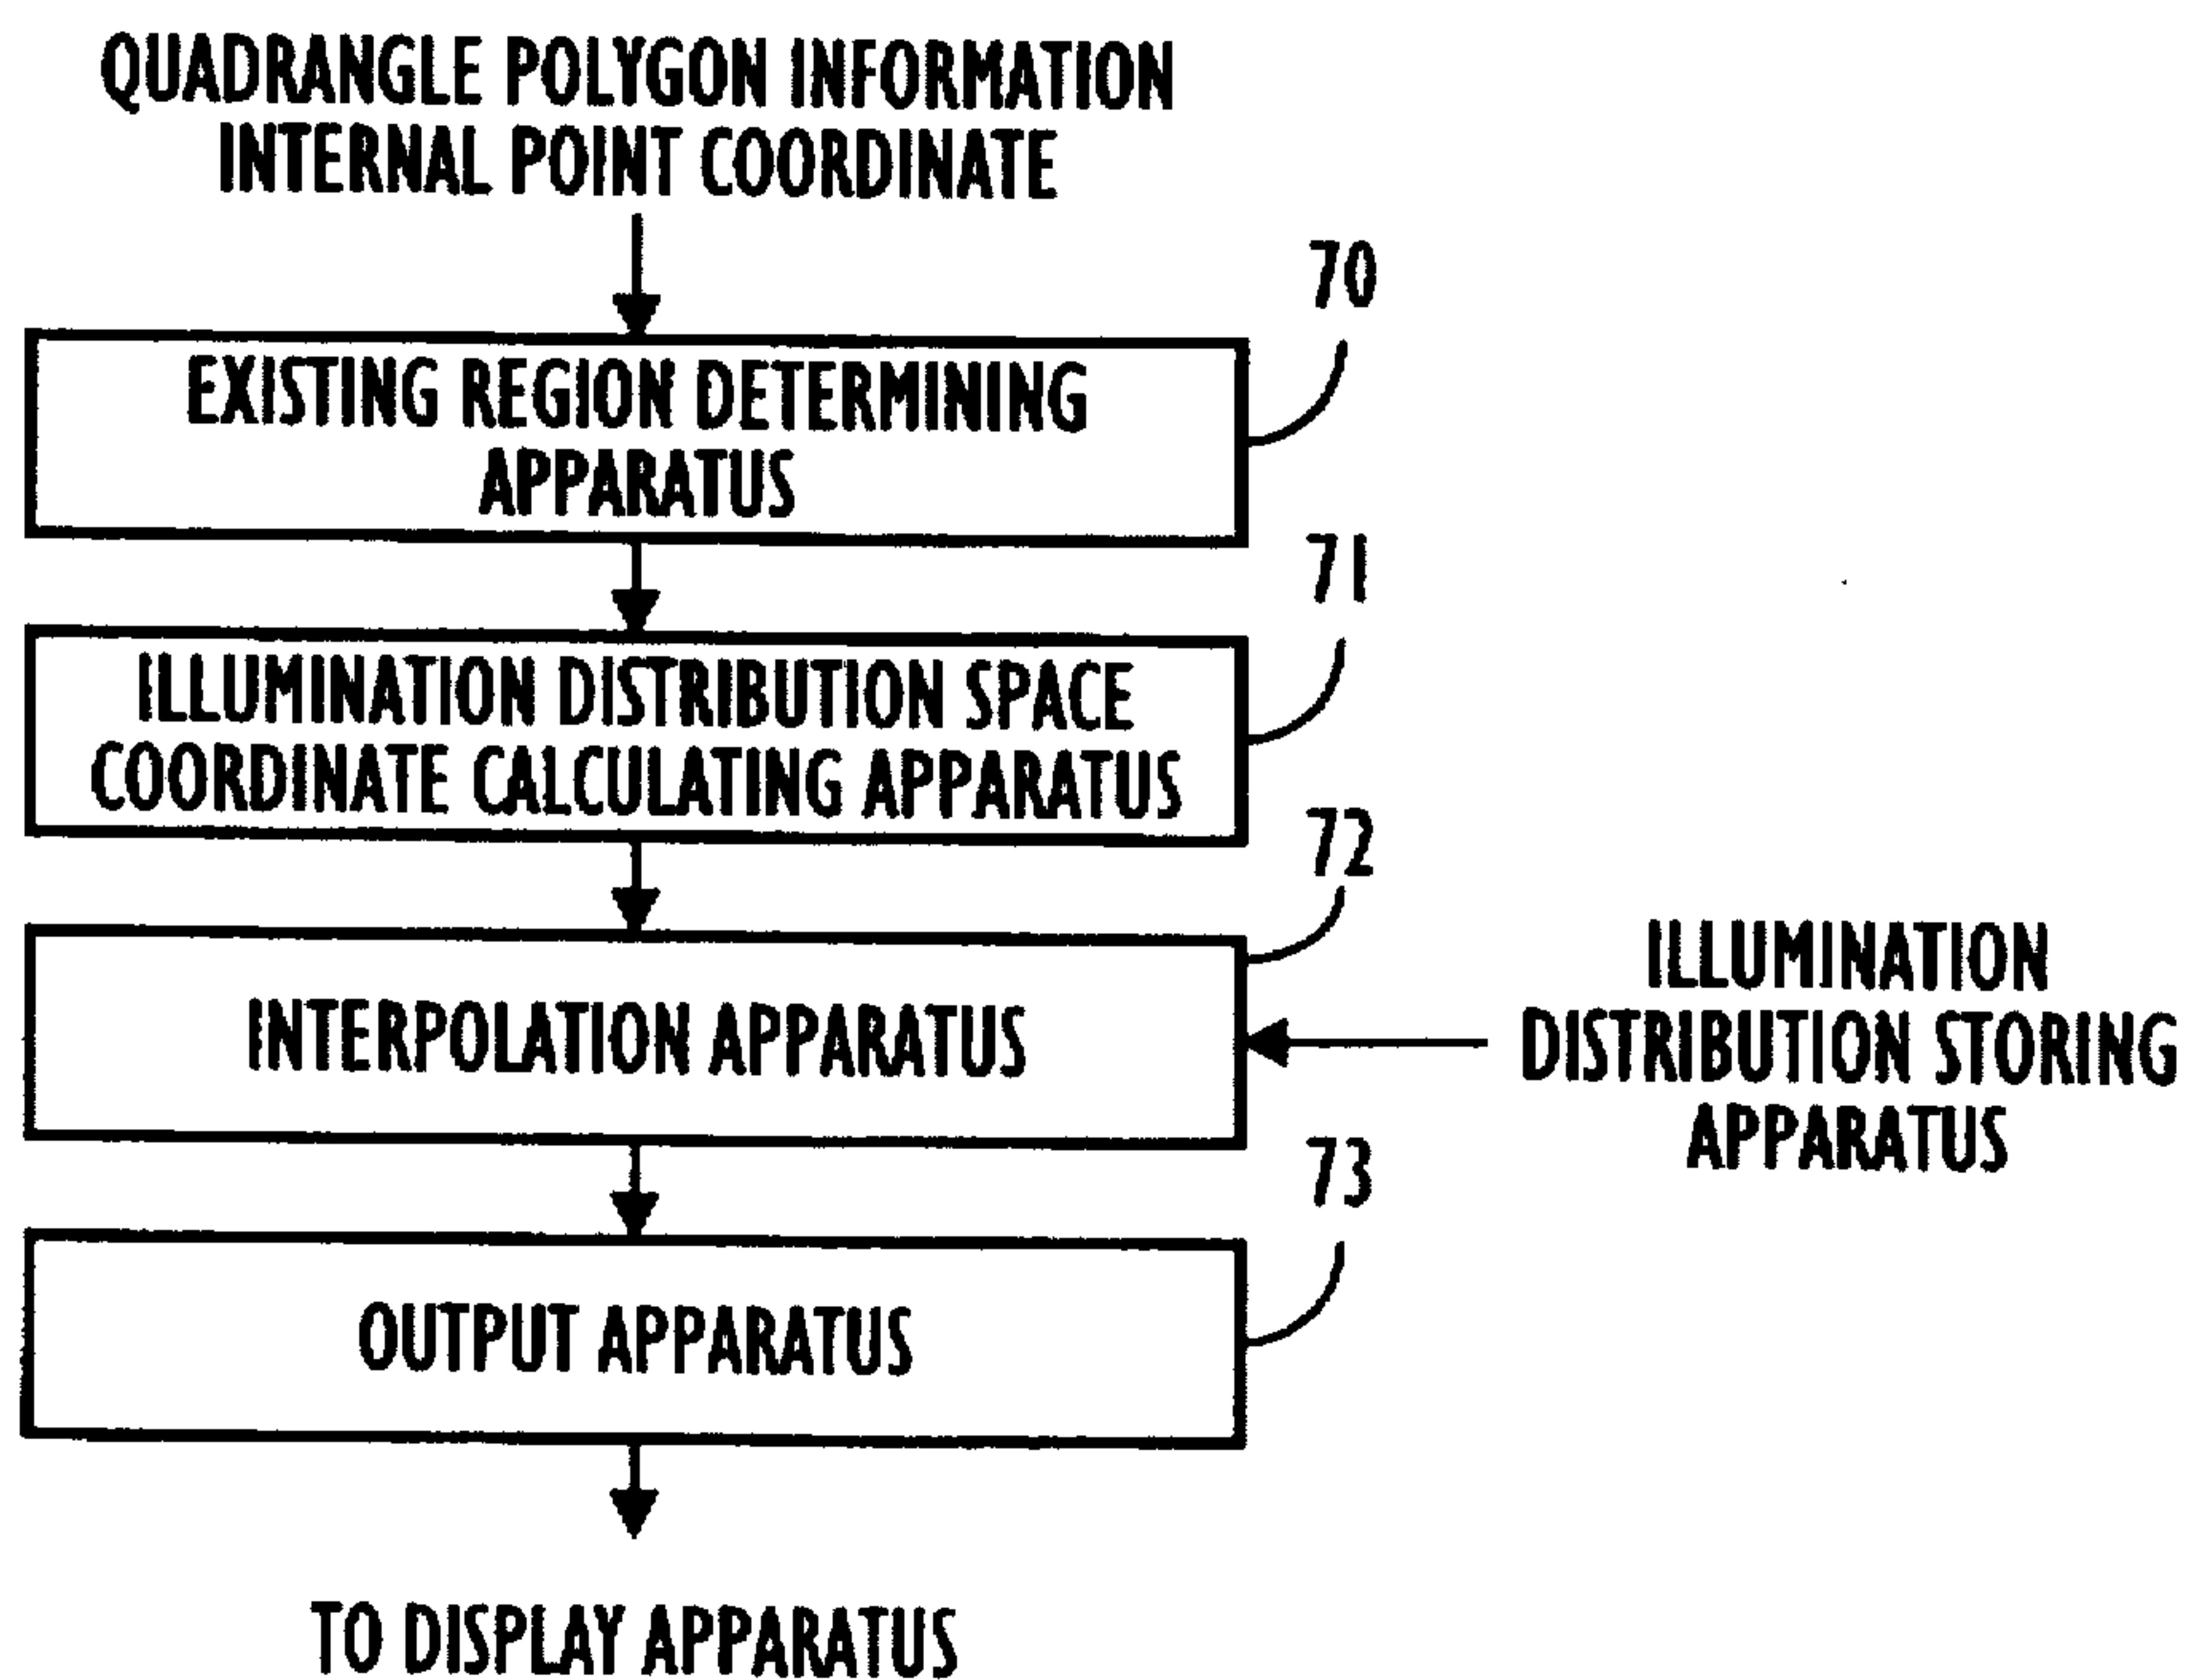 QUADRANGLE POLYGON INFORMATION
INTERNAL POINT COORDINATE
70
EXISTING REGION DETERMINING
APPARATUS
71
ILLUMINATION DISTRIBUTION SPACE
COORDINATE CALCULATING APPARATUS
72
INTERPOLATION APPARATUS
ILLUMINATION
DISTRIBUTION STORING
APPARATUS
73
OUTPUT APPARATUS
TO DISPLAY APPARATUS